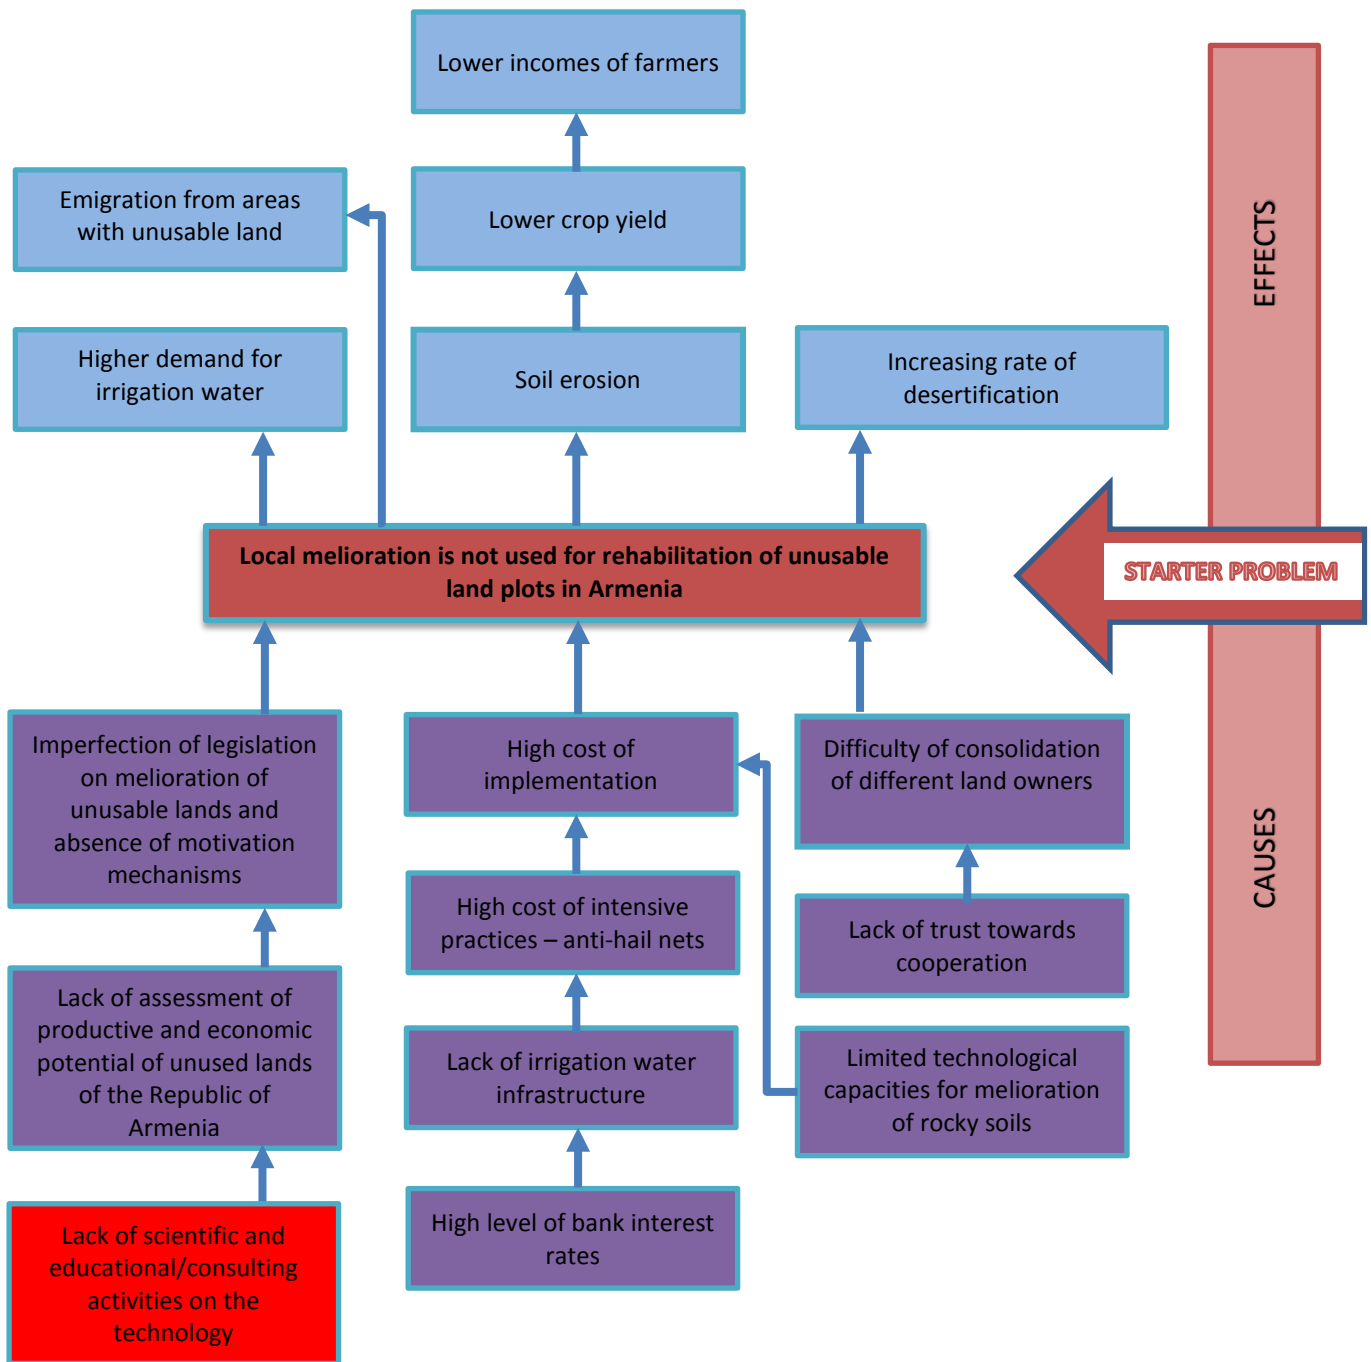 Lower incomes of farmers
Emigration from areas
with unusable land
Lower crop yield
Higher demand for
irrigation water
Soil erosion
Increasing rate of
desertification
EFFECTS
Local melioration is not used for rehabilitation of unusable
land plots in Armenia
STARTER PROBLEM
Imperfection of legislation
on melioration of
unusable lands and
absence of motivation
mechanisms
High cost of
implementation
Difficulty of consolidation
of different land owners
CAUSES
High cost of intensive
practices – anti-hail nets
Lack of trust towards
cooperation
Lack of assessment of
productive and economic
potential of unused lands
of the Republic of
Armenia
Lack of irrigation water
infrastructure
Limited technological
capacities for melioration
of rocky soils
Lack of scientific and
educational/consulting
activities on the
technology
High level of bank interest
rates